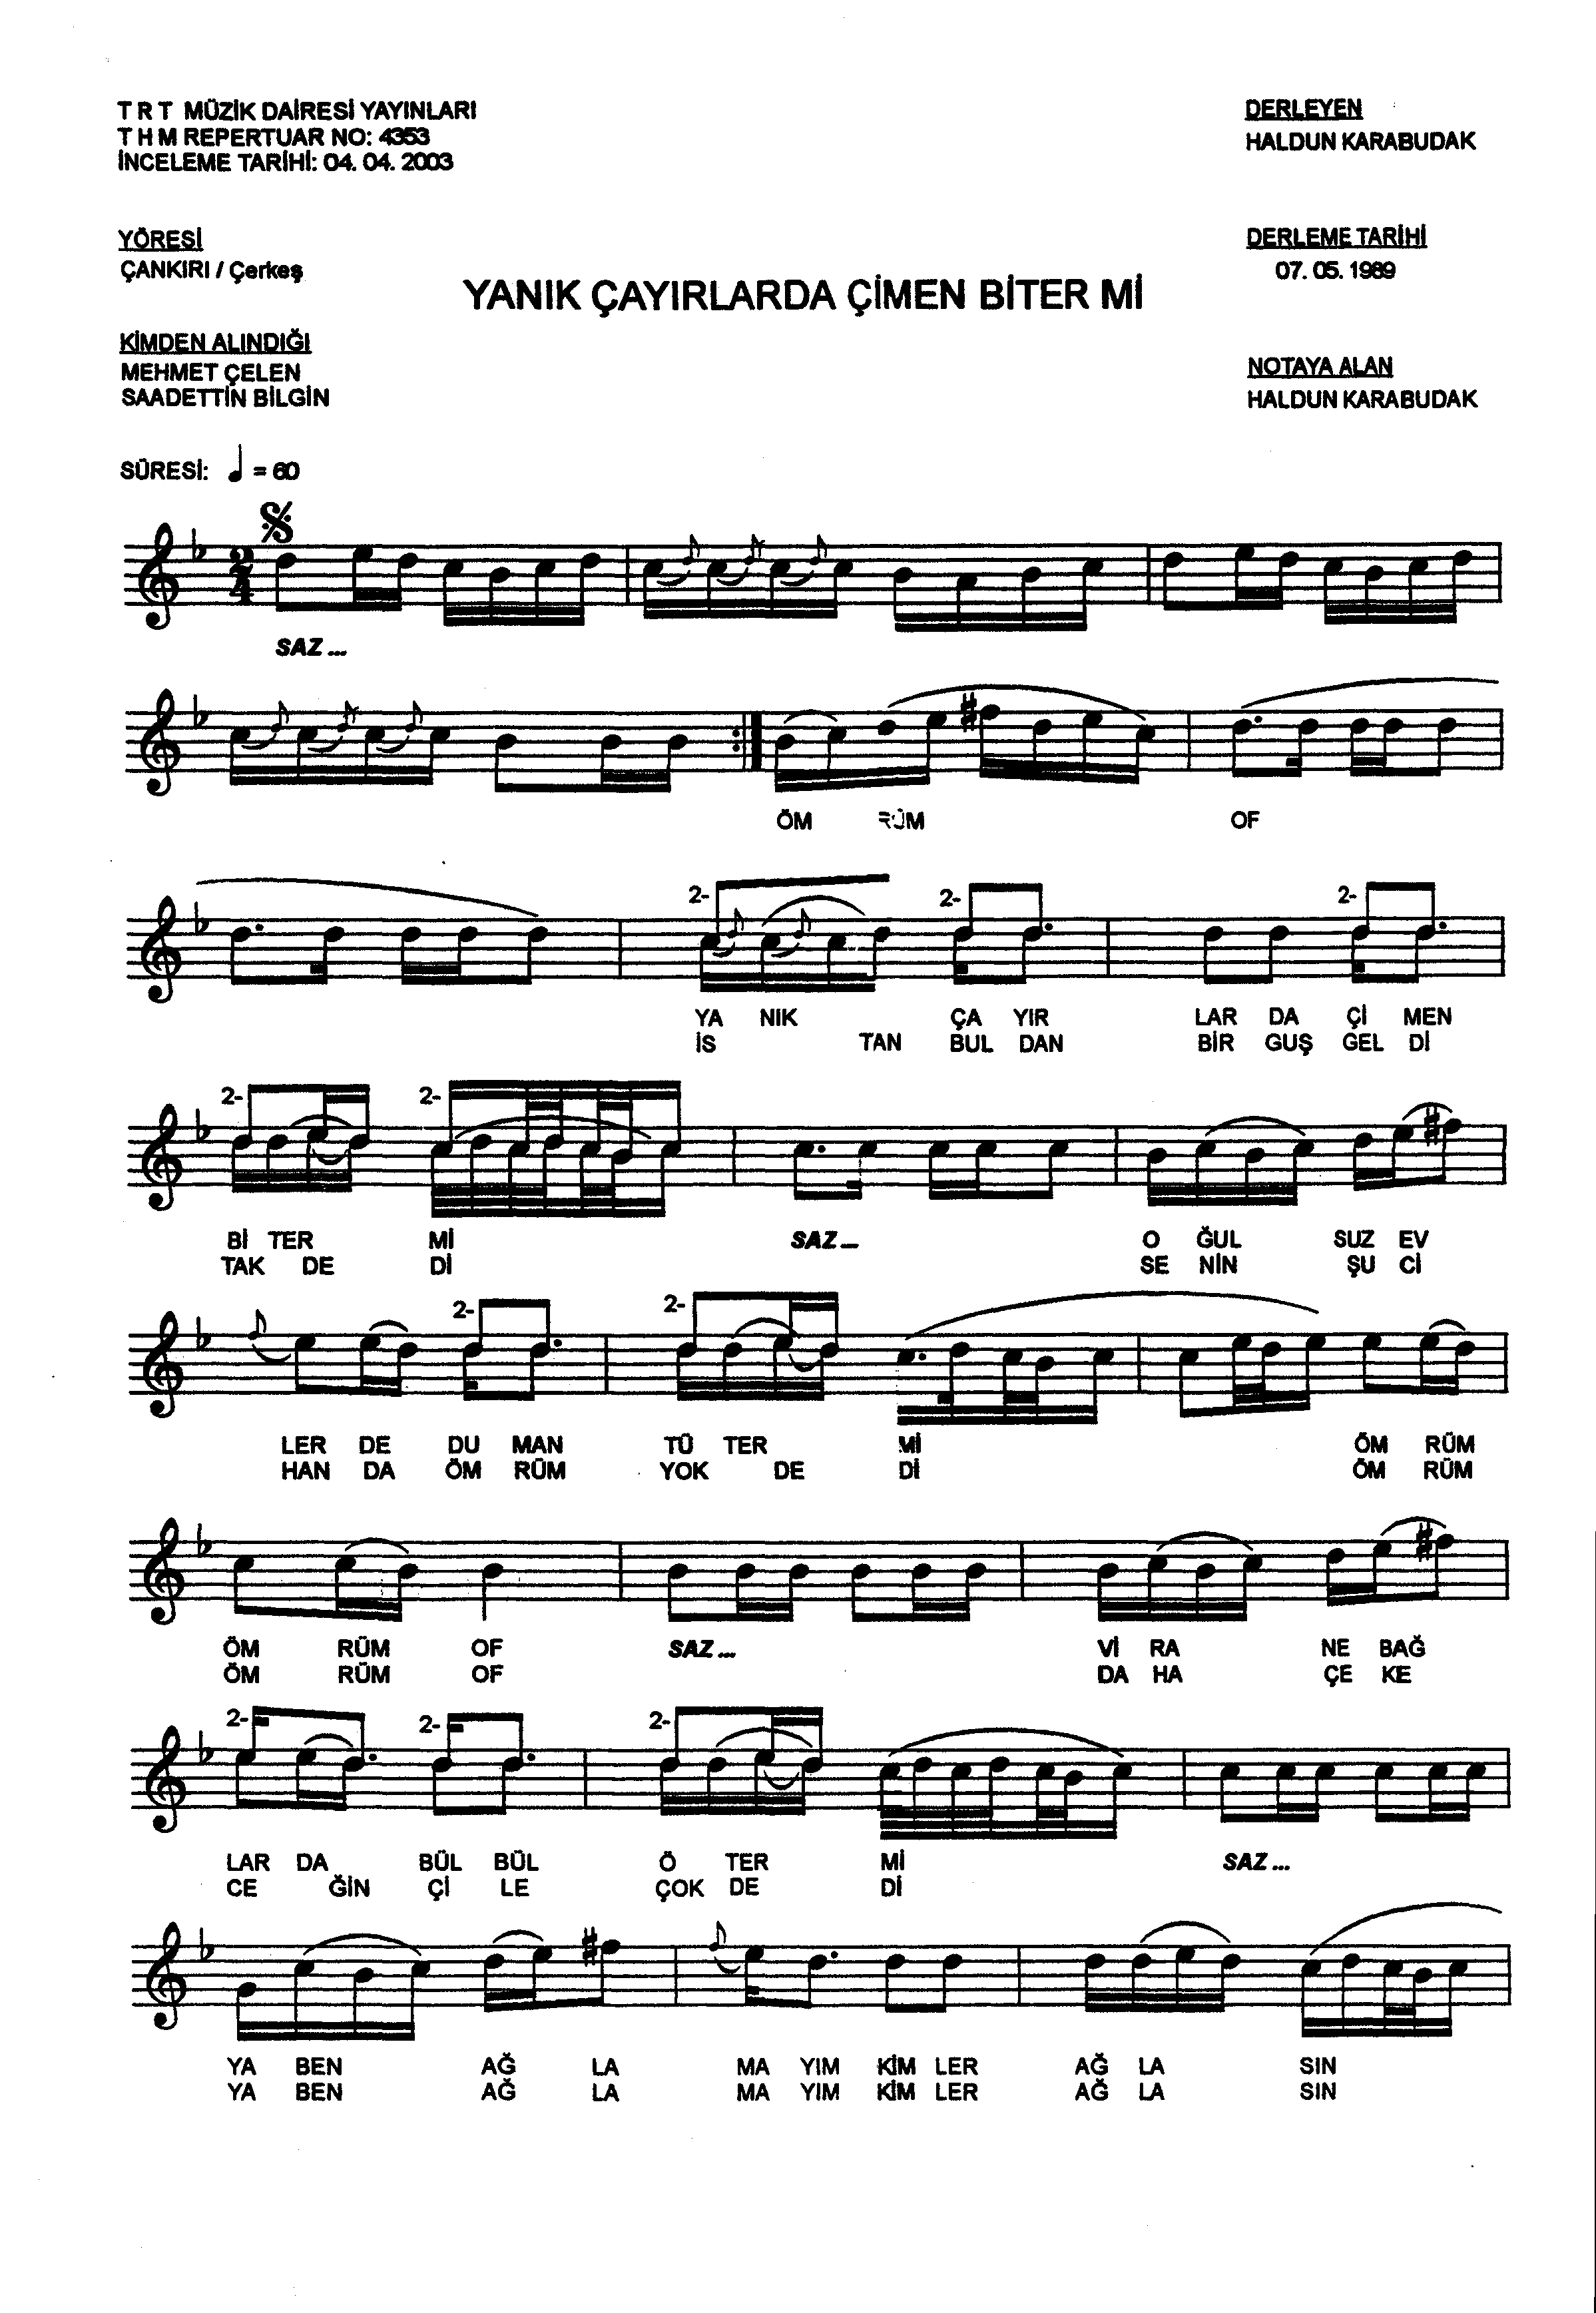 T R T MÜZİK DAİRESİ YAYINLARI
T H M REPERTUAR NO: 4353
İNCELEME TARİHİ: 04. 04. 2003
DERLEYEN
HALDUN KARABUDAK
YÖRESİ
ÇANKIRI / Çerkeş
DERLEME TARİHİ
07. 05. 1989
YANIK ÇAYIRLARDA ÇİMEN BİTER Mİ
KİMDEN ALINDIĞI
MEHMET ÇELEN
SAADETTİN BİLGİN
NOTAYA ALAN
HALDUN KARABUDAK
SÜRESİ: ♩ = 60
2
4
SAZ ...
ÖM RÜM OF
2- 2- 2-
YA NIK ÇA YIR LAR DA Çİ MEN
İS TAN BUL DAN BİR GUŞ GEL Dİ
2- 2-
Bİ TER Mİ SAZ ... O ĞUL SUZ EV
TAK DE Dİ SE NİN ŞU Cİ
2- 2-
LER DE DU MAN TÜ TER Mİ ÖM RÜM
HAN DA ÖM RÜM YOK DE Dİ ÖM RÜM
ÖM RÜM OF SAZ ... Vİ RA NE BAĞ
ÖM RÜM OF DA HA ÇE KE
2- 2- 2-
LAR DA BÜL BÜL Ö TER Mİ SAZ ...
CE ĞİN Çİ LE ÇOK DE Dİ
YA BEN AĞ LA MA YIM KİM LER AĞ LA SIN
YA BEN AĞ LA MA YIM KİM LER AĞ LA SIN